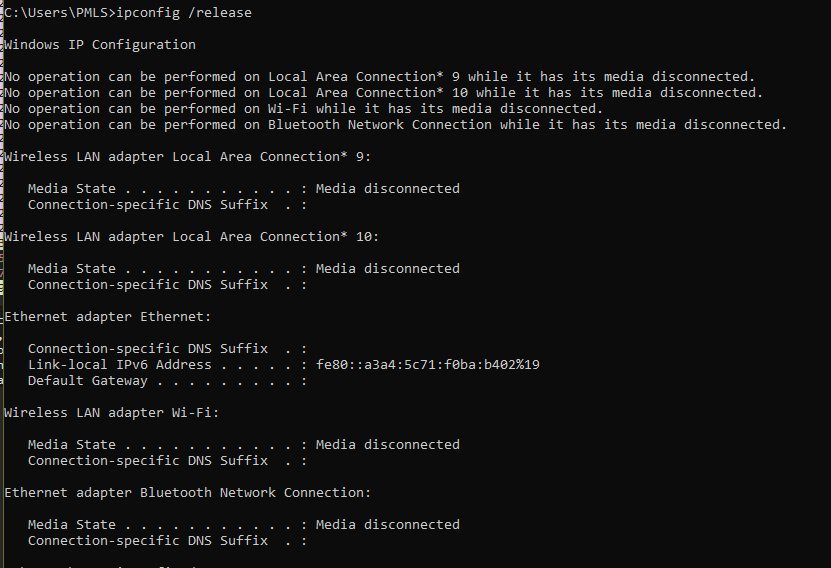 C:\Users\PMLS>ipconfig /release
Windows IP Configuration
No operation can be performed on Local Area Connection* 9 while it has its media disconnected.
No operation can be performed on Local Area Connection* 10 while it has its media disconnected.
No operation can be performed on Wi-Fi while it has its media disconnected.
No operation can be performed on Bluetooth Network Connection while it has its media disconnected.
Wireless LAN adapter Local Area Connection* 9:
Media State . . . . . . . . . . . : Media disconnected
Connection-specific DNS Suffix  . :
Wireless LAN adapter Local Area Connection* 10:
Media State . . . . . . . . . . . : Media disconnected
Connection-specific DNS Suffix  . :
Ethernet adapter Ethernet:
Connection-specific DNS Suffix  . :
Link-local IPv6 Address . . . . . : fe80::a3a4:5c71:f0ba:b402%19
Default Gateway . . . . . . . . . :
Wireless LAN adapter Wi-Fi:
Media State . . . . . . . . . . . : Media disconnected
Connection-specific DNS Suffix  . :
Ethernet adapter Bluetooth Network Connection:
Media State . . . . . . . . . . . : Media disconnected
Connection-specific DNS Suffix  . :